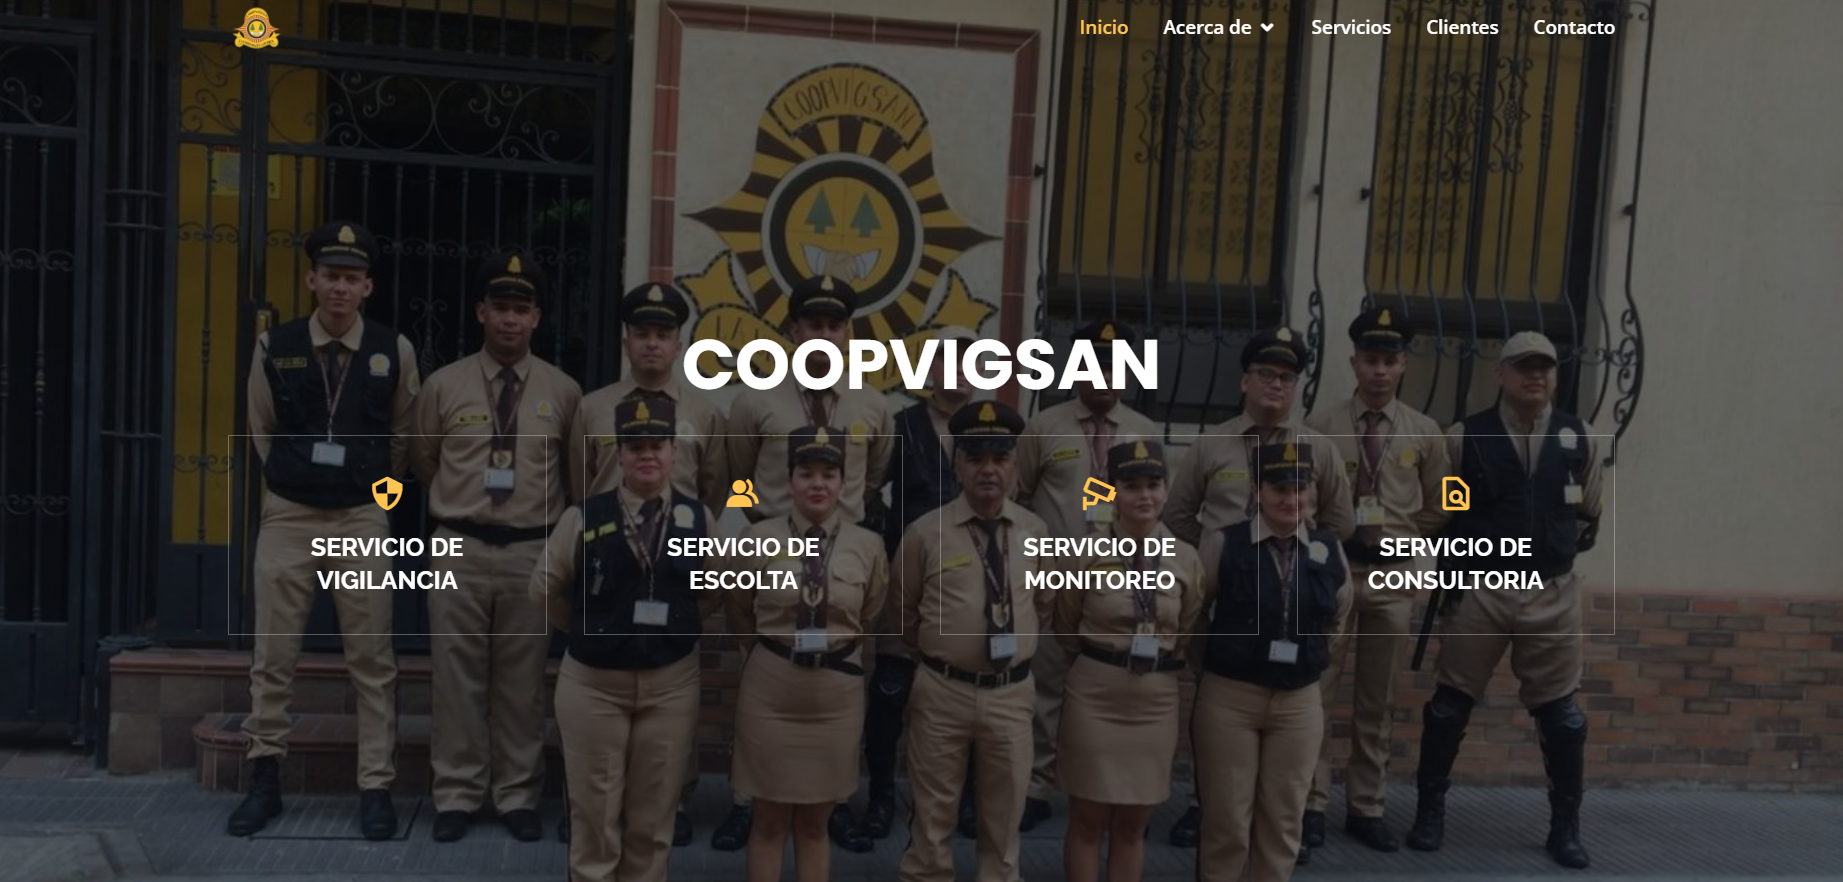 Inicio
Acerca de
Servicios
Clientes
Contacto
COOPVIGSAN
COOPVIGSAN
SERVICIO DE
VIGILANCIA
SERVICIO DE
ESCOLTA
SERVICIO DE
MONITOREO
SERVICIO DE
CONSULTORIA